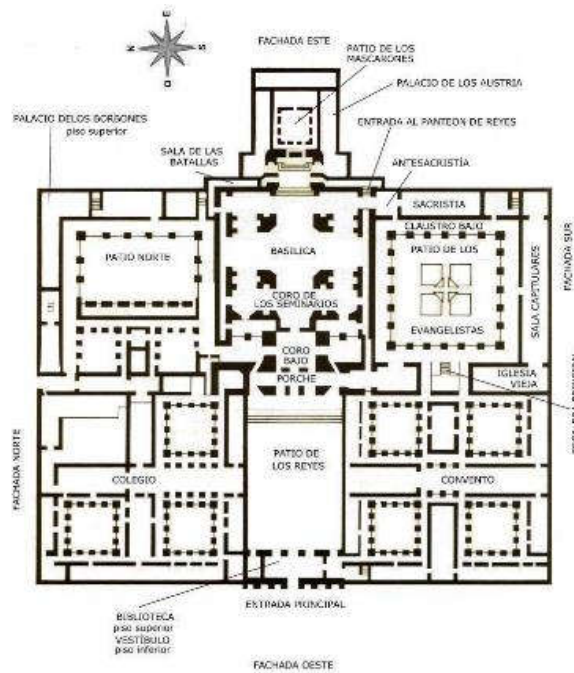 E
N
S
O
FACHADA ESTE
PATIO DE LOS
MASCARONES
PALACIO DE LOS AUSTRIA
PALACIO DELOS BORBONES
piso superior
ENTRADA AL PANTEON DE REYES
SALA DE LAS
BATALLAS
ANTESACRISTÍA
SACRISTIA
CLAUSTRO BAJO
PATIO NORTE
BASILICA
PATIO DE LOS
EVANGELISTAS
SALA CAPITULARES
FACHADA SUR
CORO DE
LOS SEMINARIOS
CORO
BAJO
PORCHE
IGLESIA
VIEJA
PATIO DE
LOS REYES
COLEGIO
CONVENTO
FACHADA NORTE
BIBLIOTECA
piso superior
VESTÍBULO
piso inferior
ENTRADA PRINCIPAL
FACHADA OESTE